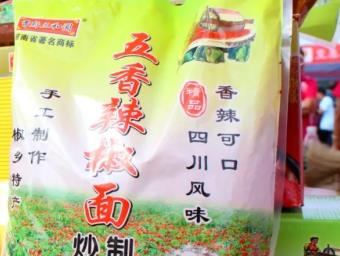 河南省著名商标
五香辣椒面
精品
香辣可口
四川风味
手工制作
椒乡特产
炒制